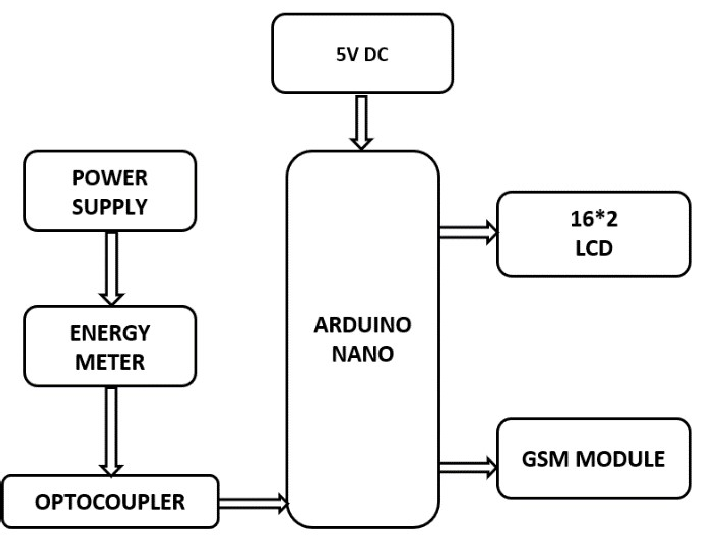 5V DC
POWER
SUPPLY
16*2
LCD
ENERGY
METER
ARDUINO
NANO
GSM MODULE
OPTOCOUPLER